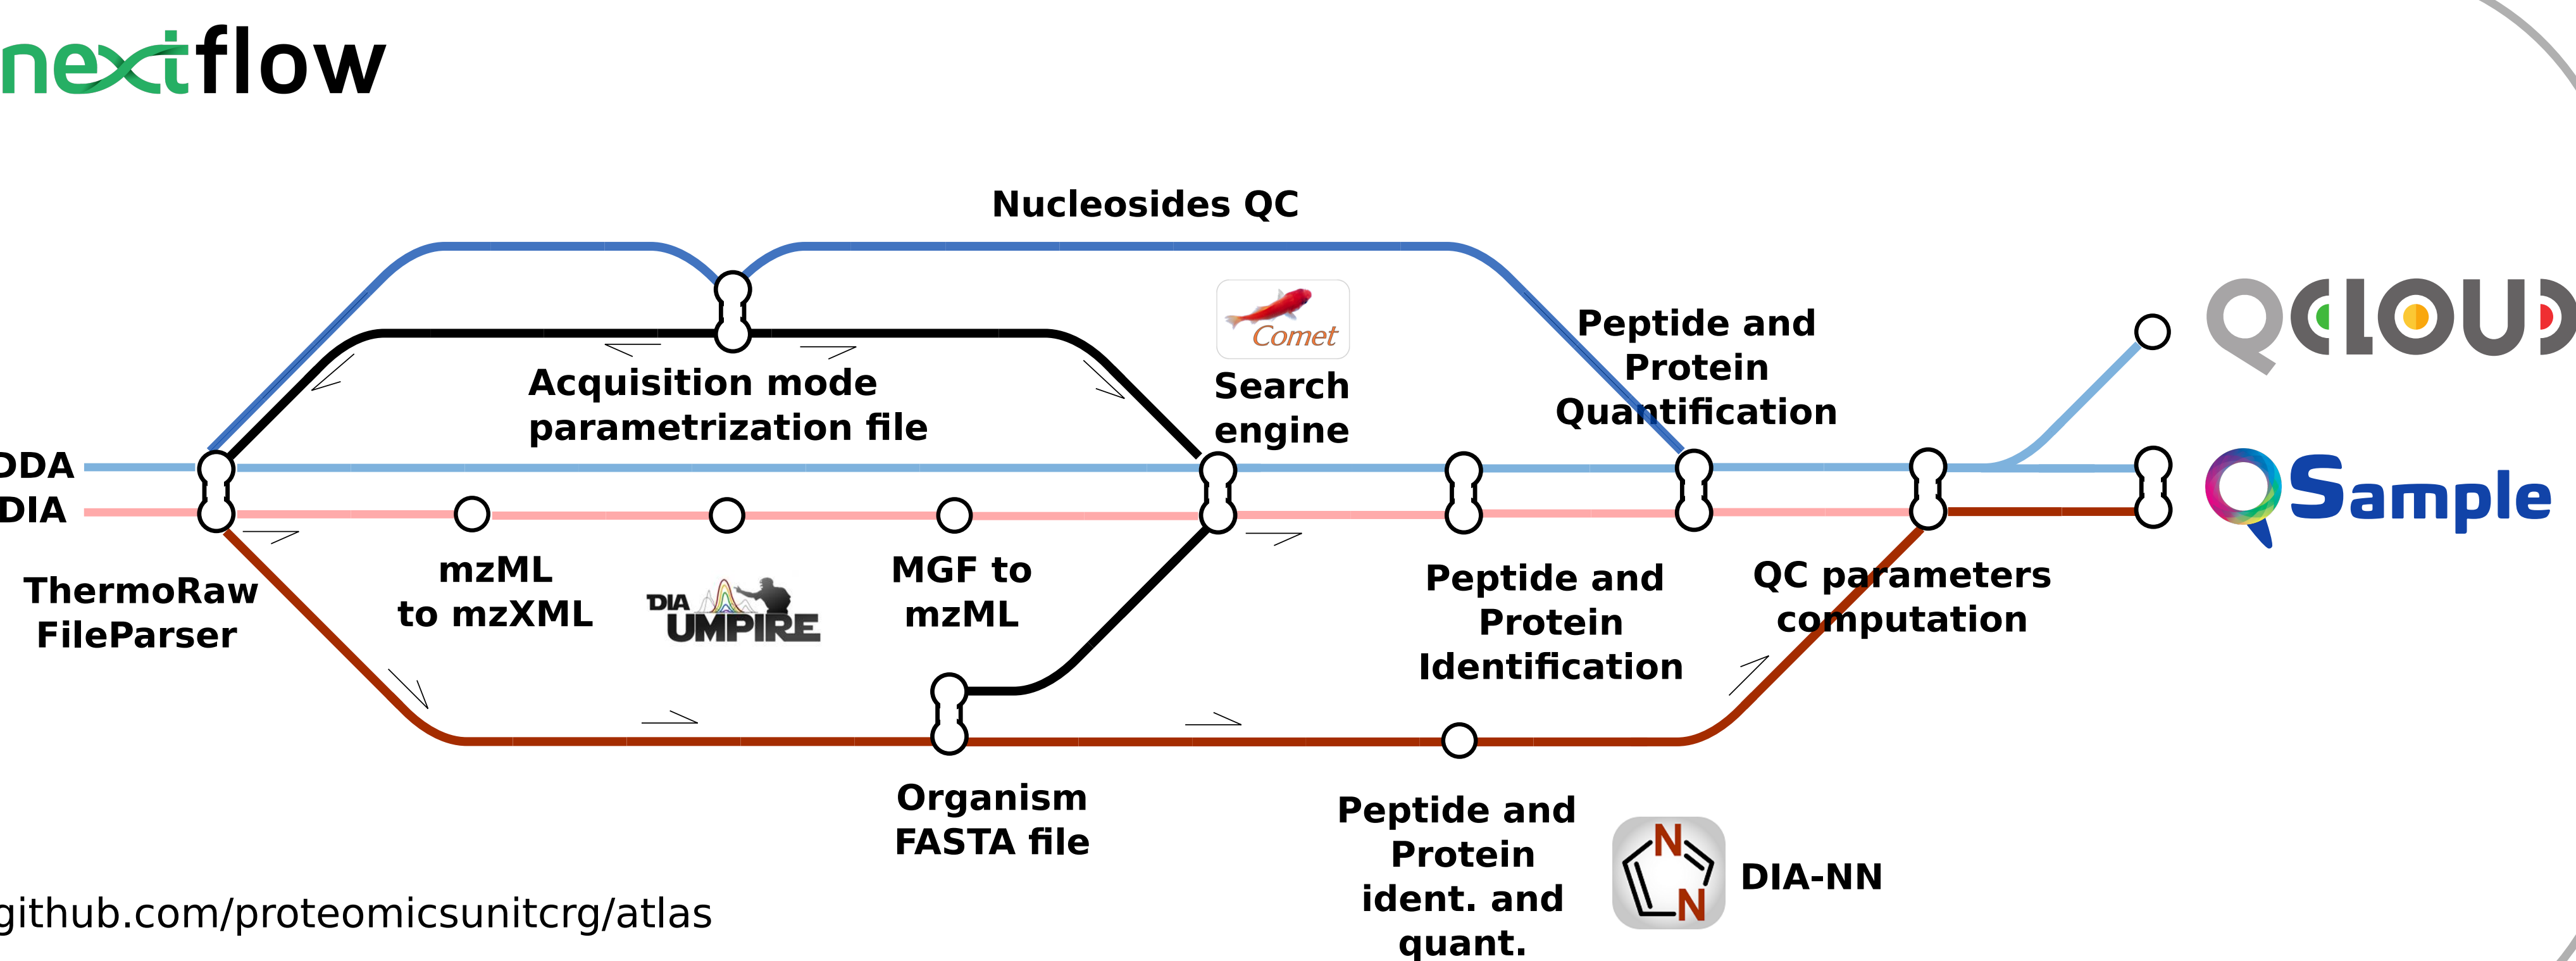 nextflow
Nucleosides QC
Comet
Search
engine
Peptide and
Protein
Quantification
QCLOUD
Acquisition mode
parametrization file
DDA
DIA
QSample
ThermoRaw
FileParser
mzML
to mzXML
DIA
UMPIRE
MGF to
mzML
Peptide and
Protein
Identification
QC parameters
computation
Organism
FASTA file
Peptide and
Protein
ident. and
quant.
N
N
DIA-NN
github.com/proteomicsunitcrg/atlas